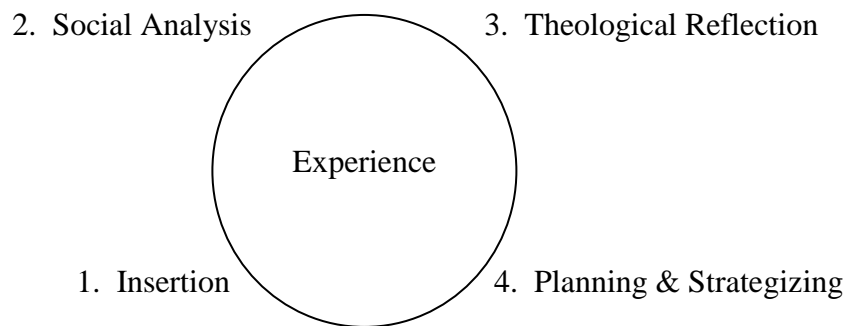 2. Social Analysis
3. Theological Reflection
Experience
1. Insertion
4. Planning & Strategizing